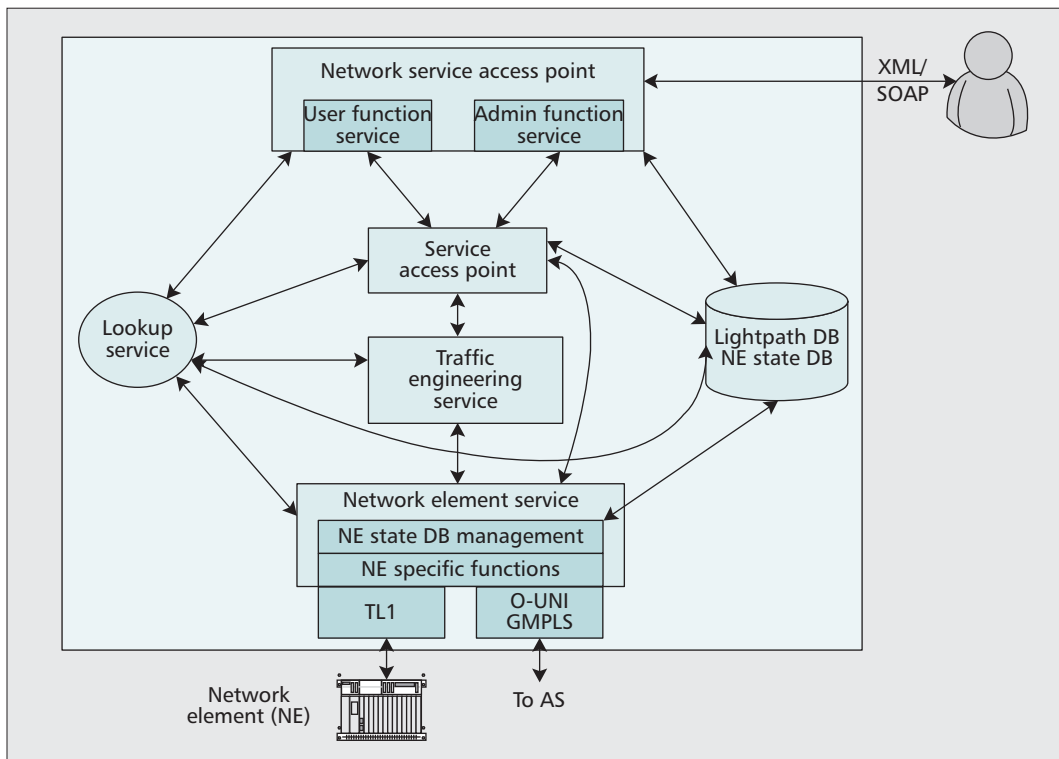 Network service access point
XML/
SOAP
User function
service
Admin function
service
Service
access point
Lookup
service
Lightpath DB
NE state DB
Traffic
engineering
service
Network element service
NE state DB management
NE specific functions
TL1
O-UNI
GMPLS
Network
element (NE)
To AS